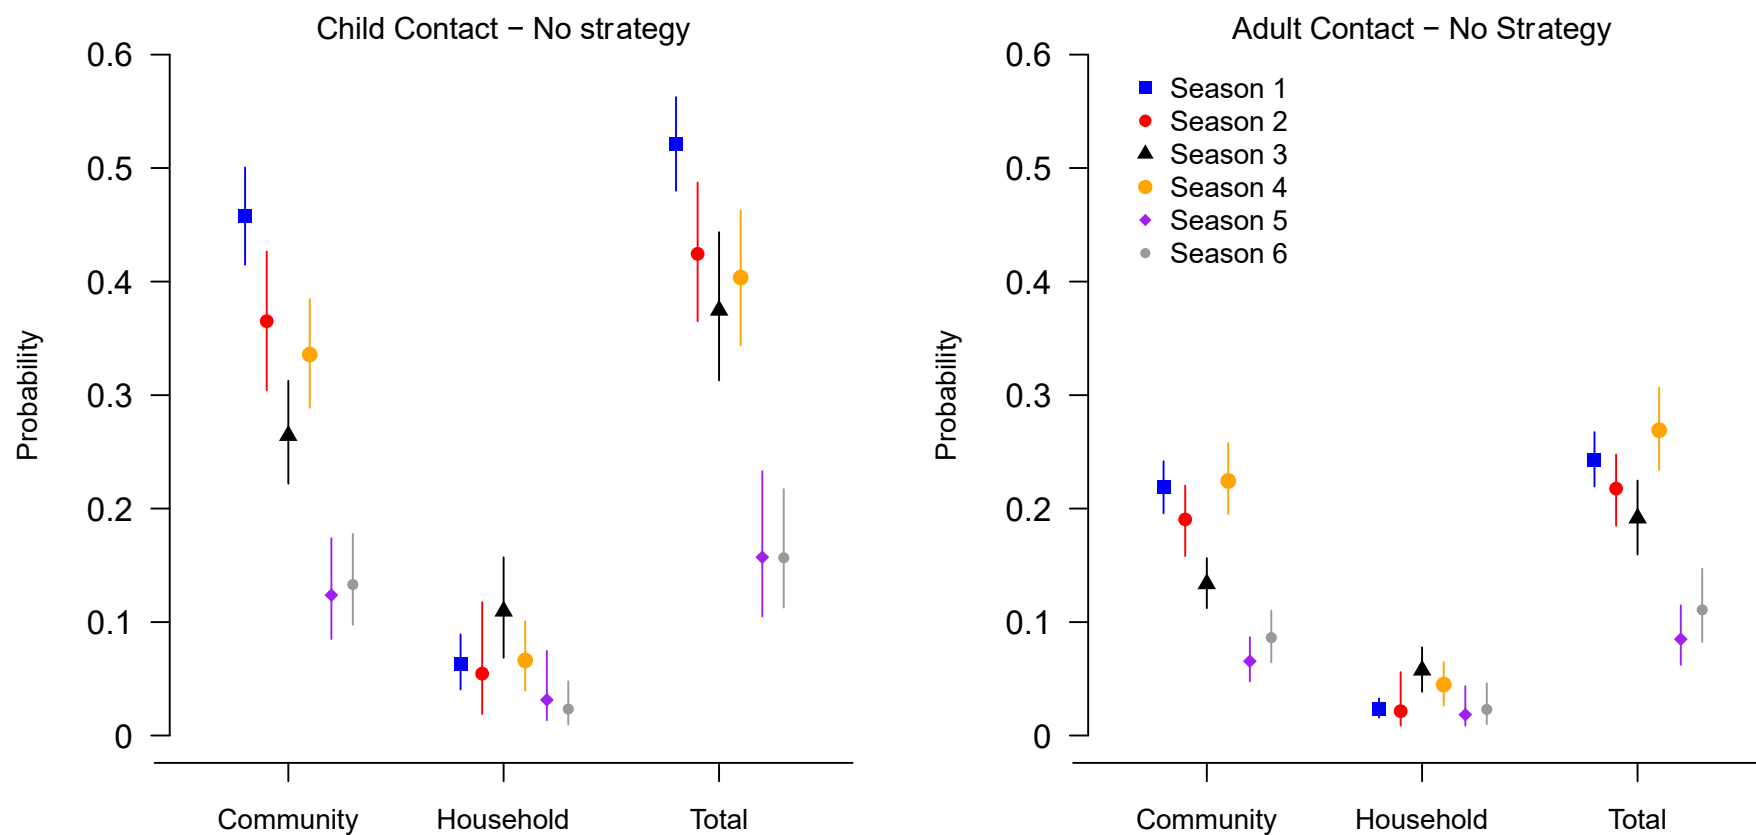 Child Contact − No strategy
0.6
0.5
0.4
0.3
0.2
0.1
0
Probability
Community Household Total
Adult Contact − No Strategy
0.6
0.5
0.4
0.3
0.2
0.1
0
Probability
Season 1
Season 2
Season 3
Season 4
Season 5
Season 6
Community Household Total